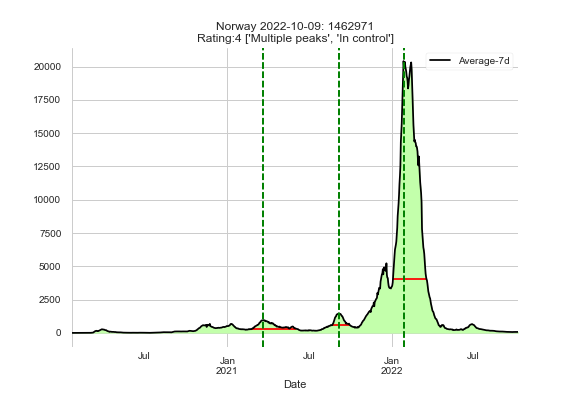 Norway 2022-10-09: 1462971
Rating:4 ['Multiple peaks', 'In control']
Average-7d
20000
17500
15000
12500
10000
7500
5000
2500
0
Jul
Jan
2021
Jul
Jan
2022
Jul
Date